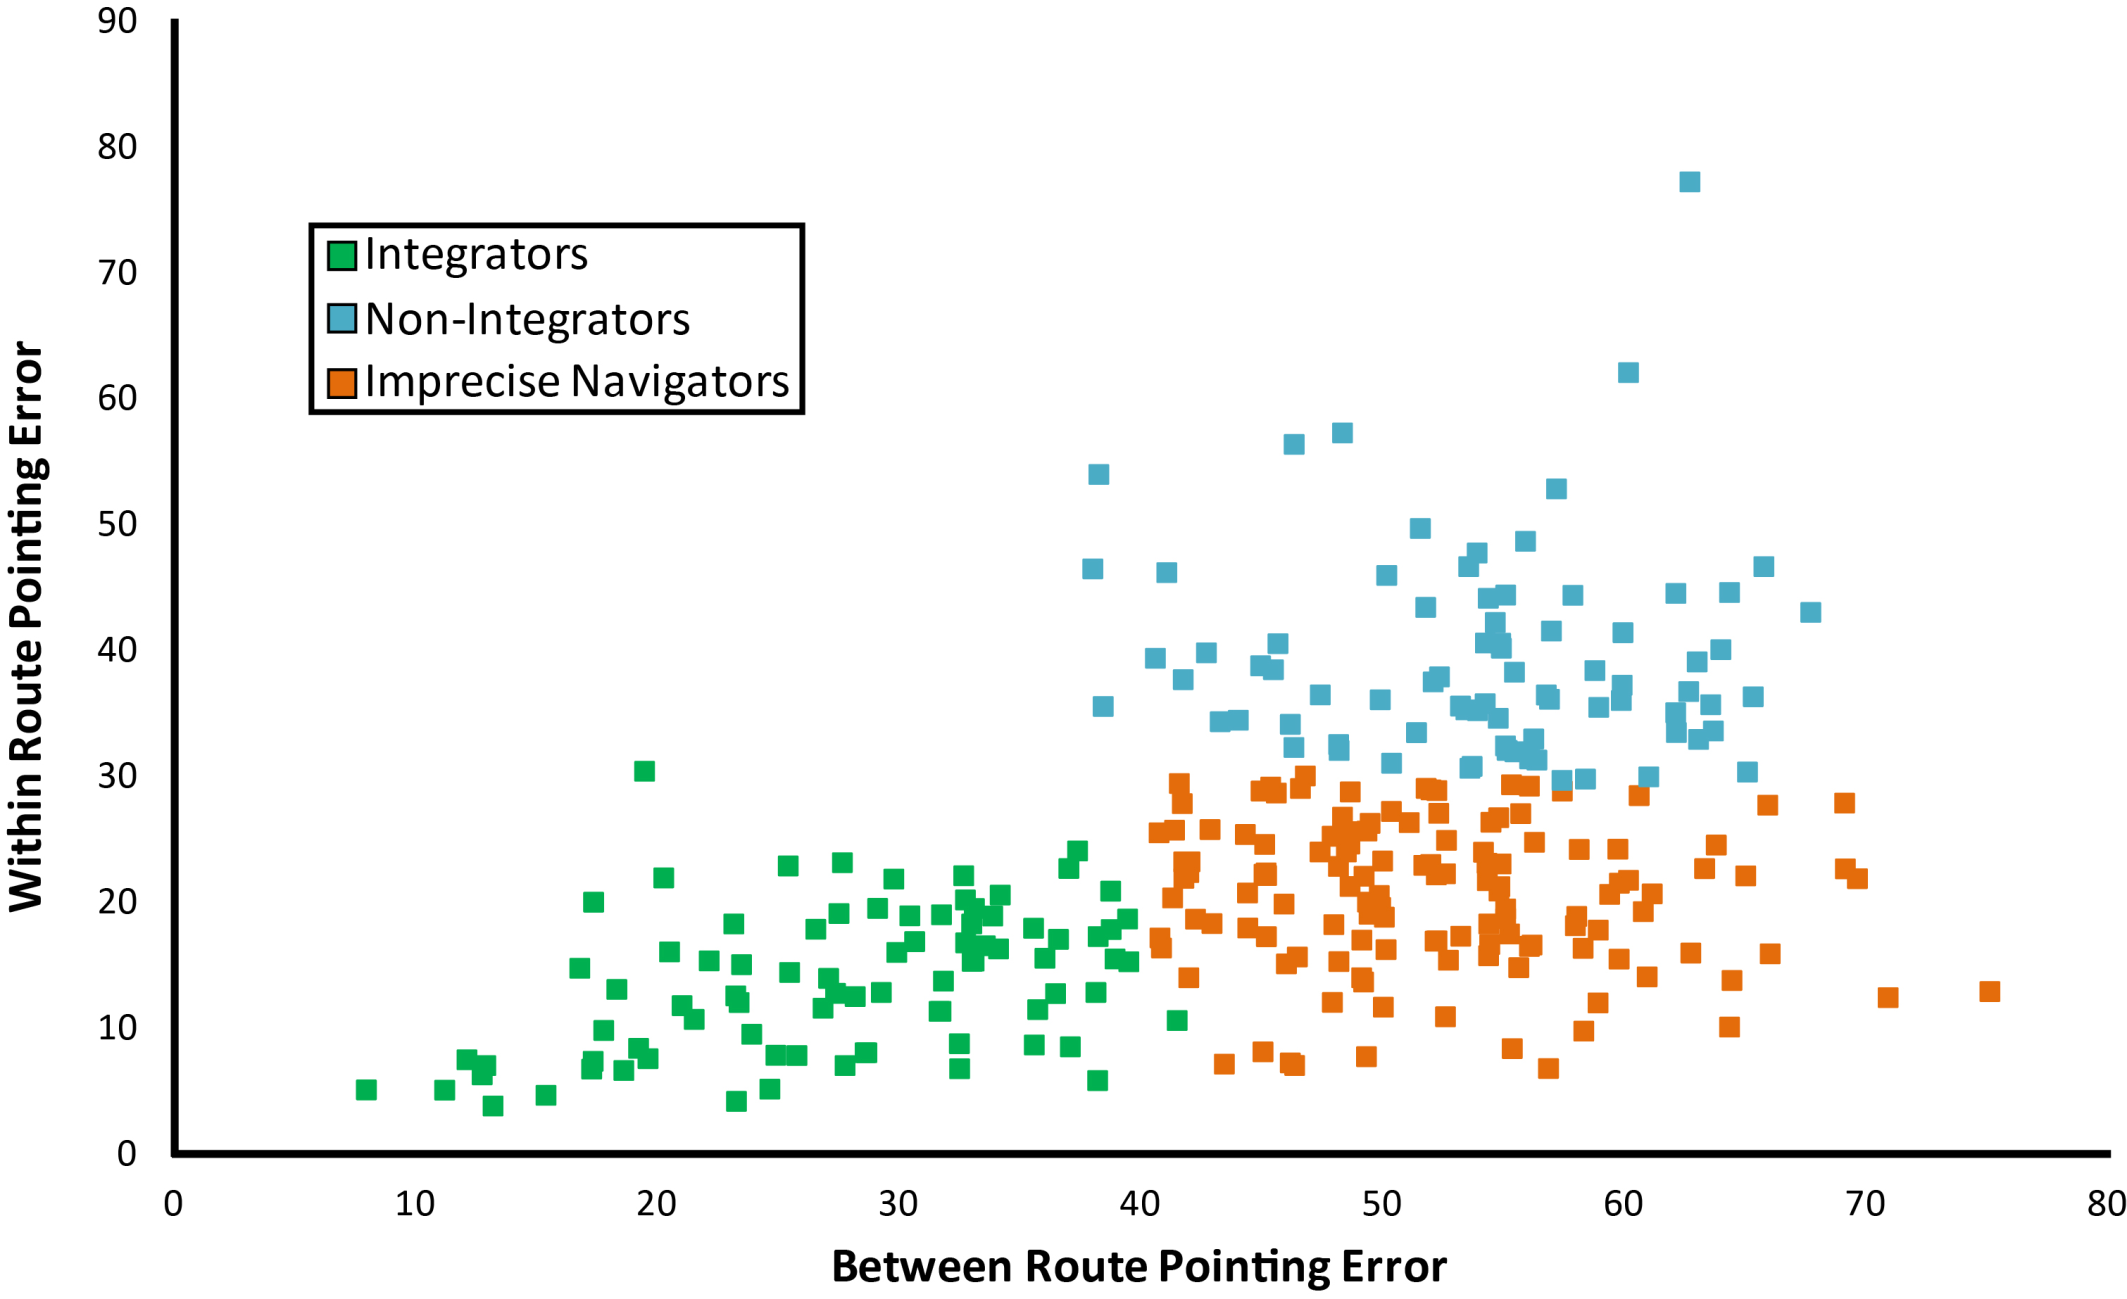 90
80
70
60
50
40
30
20
10
0
Within Route Pointing Error
Integrators
Non-Integrators
Imprecise Navigators
0 10 20 30 40 50 60 70 80
Between Route Pointing Error